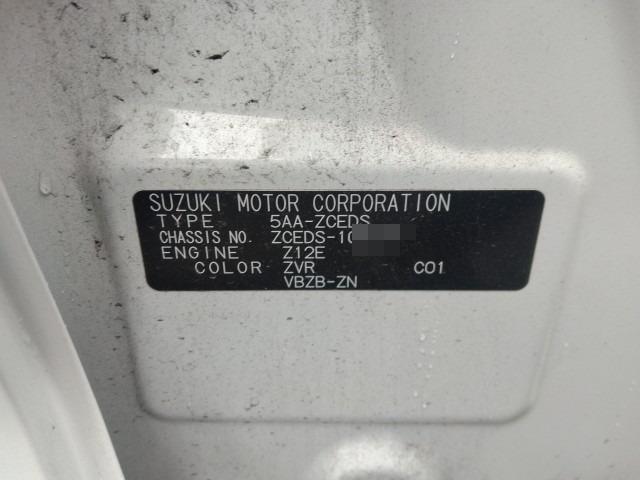 SUZUKI MOTOR CORPORATION
TYPE 5AA-ZCEDS
CHASSIS NO. ZCEDS-10
ENGINE Z12E
COLOR ZVR C01
VBZB-ZN